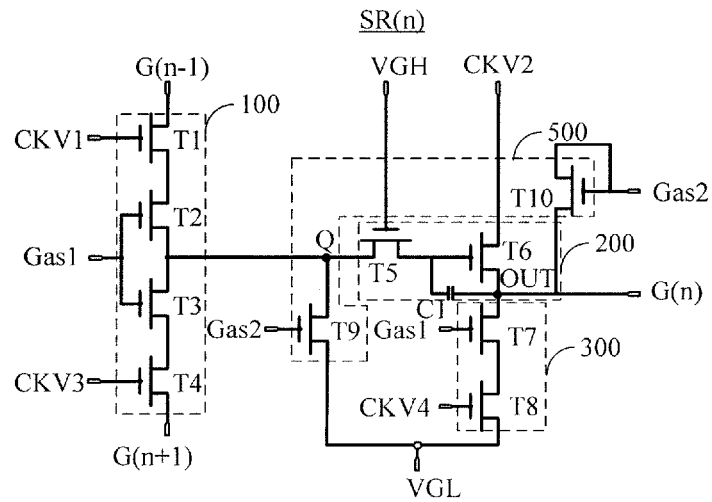 SR(n)
G(n-1)
VGH
CKV2
100
500
CKV1
T1
T10
Gas2
T2
Q
T6
200
Gas1
T5
OUT
T3
C1
G(n)
Gas2
T9
Gas1
T7
300
CKV3
T4
CKV4
T8
G(n+1)
VGL